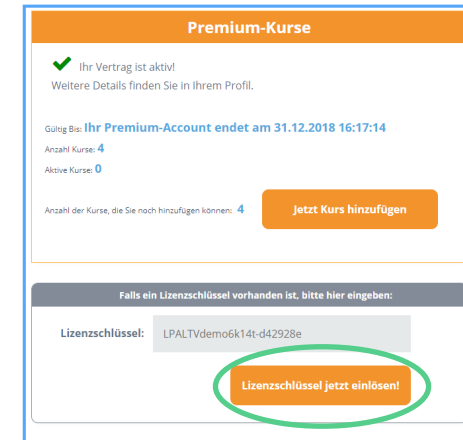 Premium-Kurse
Ihr Vertrag ist aktiv!
Weitere Details finden Sie in Ihrem Profil.
Gültig Bis: Ihr Premium-Account endet am 31.12.2018 16:17:14
Anzahl Kurse: 4
Aktive Kurse: 0
Anzahl der Kurse, die Sie noch hinzufügen können: 4
Jetzt Kurs hinzufügen
Falls ein Lizenzschlüssel vorhanden ist, bitte hier eingeben:
Lizenzschlüssel: LPALTVdemo6k14t-d42928e
Lizenzschlüssel jetzt einlösen!